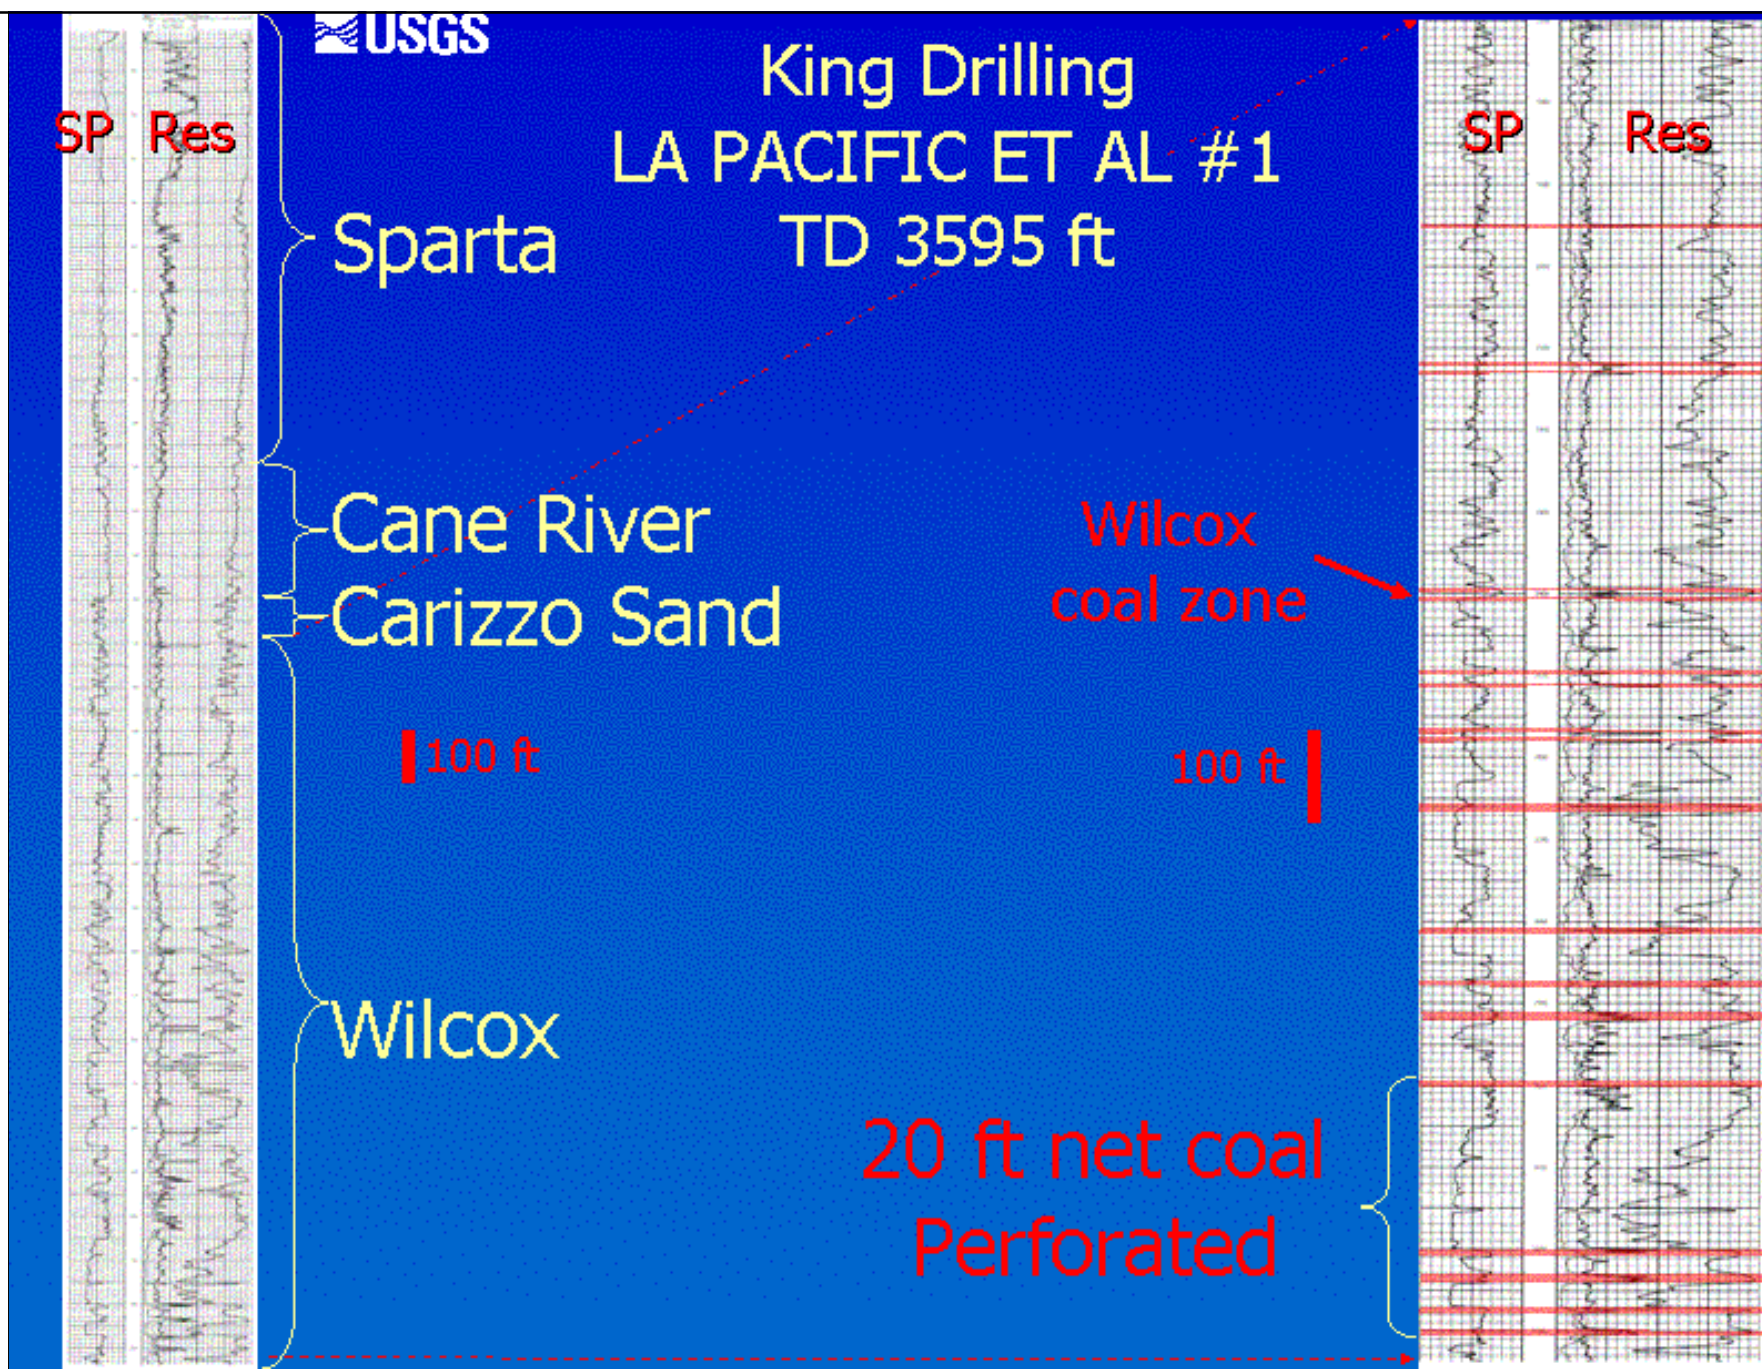 USGS
King Drilling
LA PACIFIC ET AL #1
TD 3595 ft
SP Res
SP Res
Sparta
Cane River
Carizzo Sand
Wilcox
coal zone
100 ft
100 ft
Wilcox
20 ft net coal
Perforated